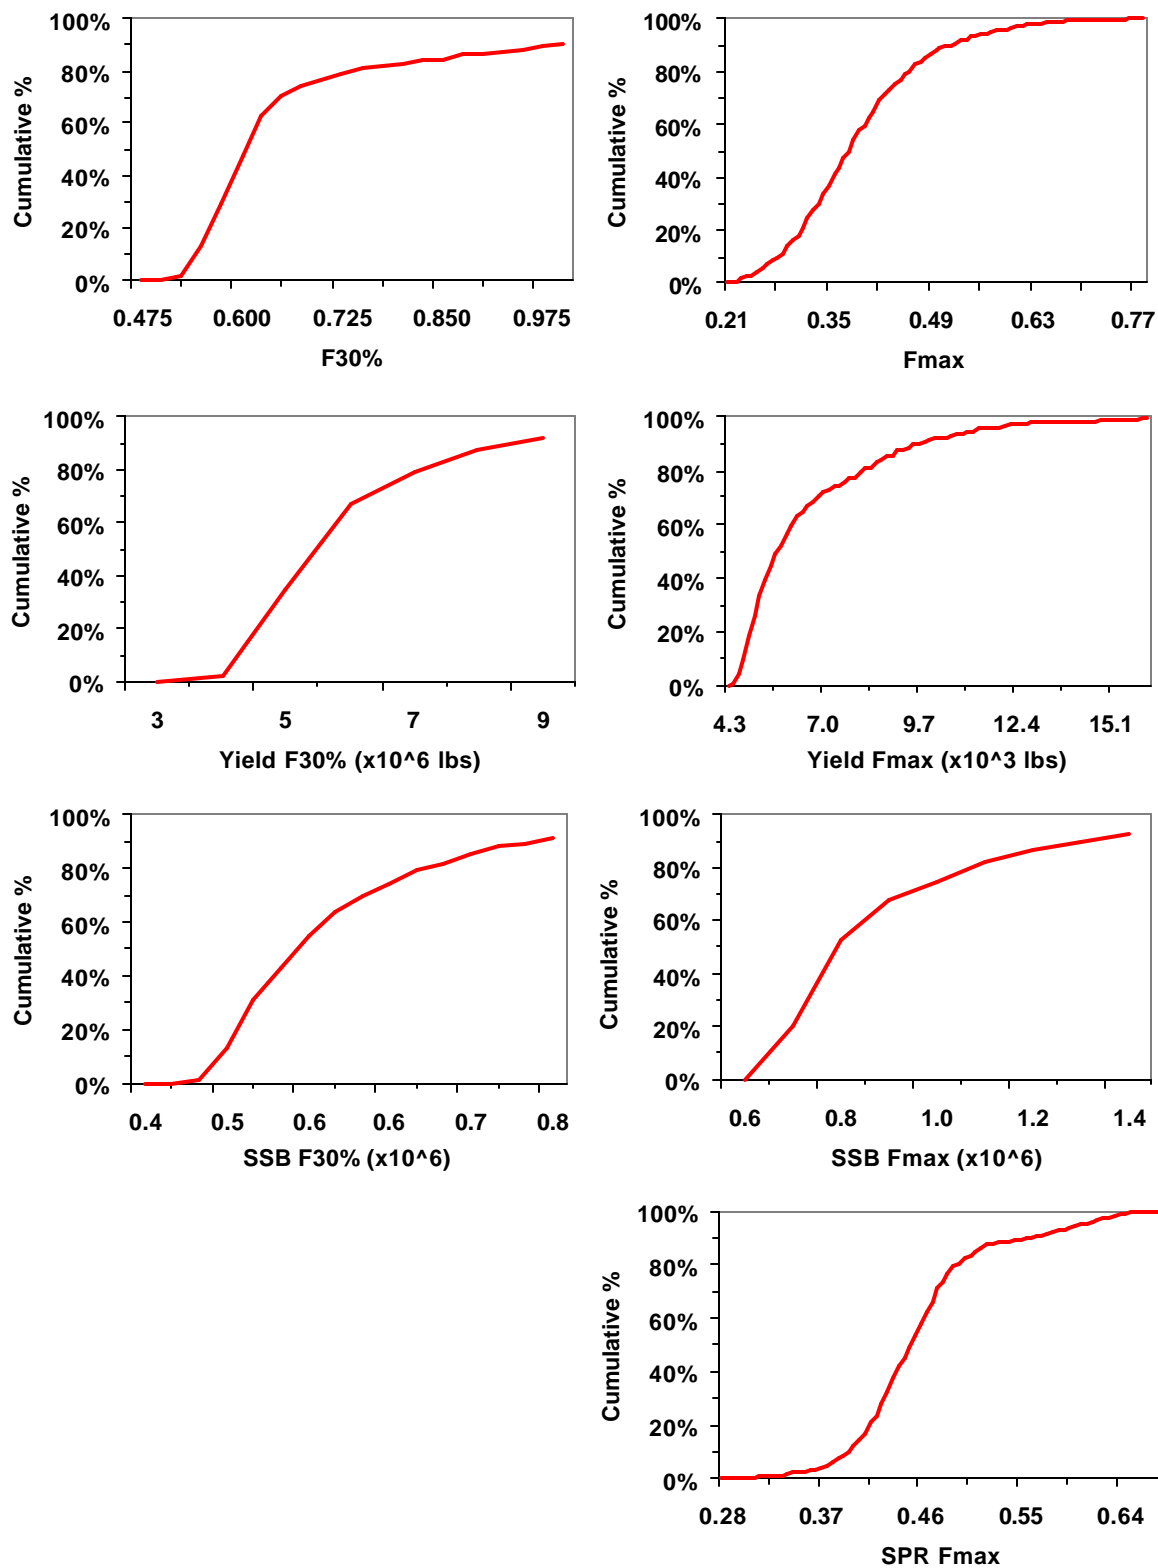 100%
80%
60%
40%
20%
0%
Cumulative %
0.475 0.600 0.725 0.850 0.975
F30%
100%
80%
60%
40%
20%
0%
Cumulative %
0.21 0.35 0.49 0.63 0.77
Fmax
100%
80%
60%
40%
20%
0%
Cumulative %
3 5 7 9
Yield F30% (x10^6 lbs)
100%
80%
60%
40%
20%
0%
Cumulative %
4.3 7.0 9.7 12.4 15.1
Yield Fmax (x10^3 lbs)
100%
80%
60%
40%
20%
0%
Cumulative %
0.4 0.5 0.6 0.6 0.7 0.8
SSB F30% (x10^6)
100%
80%
60%
40%
20%
0%
Cumulative %
0.6 0.8 1.0 1.2 1.4
SSB Fmax (x10^6)
100%
80%
60%
40%
20%
0%
Cumulative %
0.28 0.37 0.46 0.55 0.64
SPR Fmax